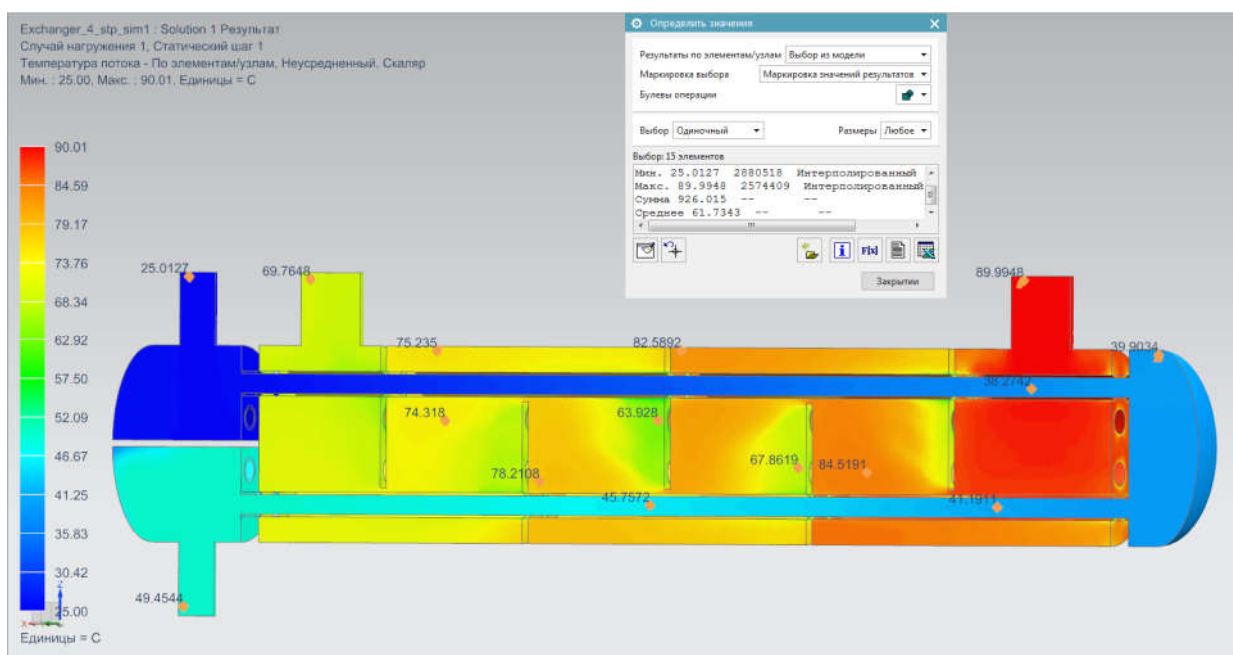 Exchanger_4_stp_sim1 : Solution 1 Результат
Случай нагружения 1, Статический шаг 1
Температура потока - По элементам/узлам, Неусредненный, Скаляр
Мин. : 25.00, Макс. : 90.01, Единицы = C
Определить значения
Результаты по элементам/узлам Выбор из модели
Маркировка выбора Маркировка значений результатов
Булевы операции
Выбор Одиночный Размеры Любое
Выбор: 15 элементов
Мин. 25.0127 2880518 Интерполированный
Макс. 89.9948 2574409 Интерполированный
Сумма 926.015 -- --
Среднее 61.7343 -- --
F(x)
Закрытии
90.01
84.59
79.17
73.76
68.34
62.92
57.50
52.09
46.67
41.25
35.83
30.42
25.00
Единицы = C
Z
X
25.0127
69.7648
89.9948
75.235
82.5892
39.9034
38.2742
74.318
63.928
67.8619
84.5191
78.2108
45.7572
41.1911
49.4544